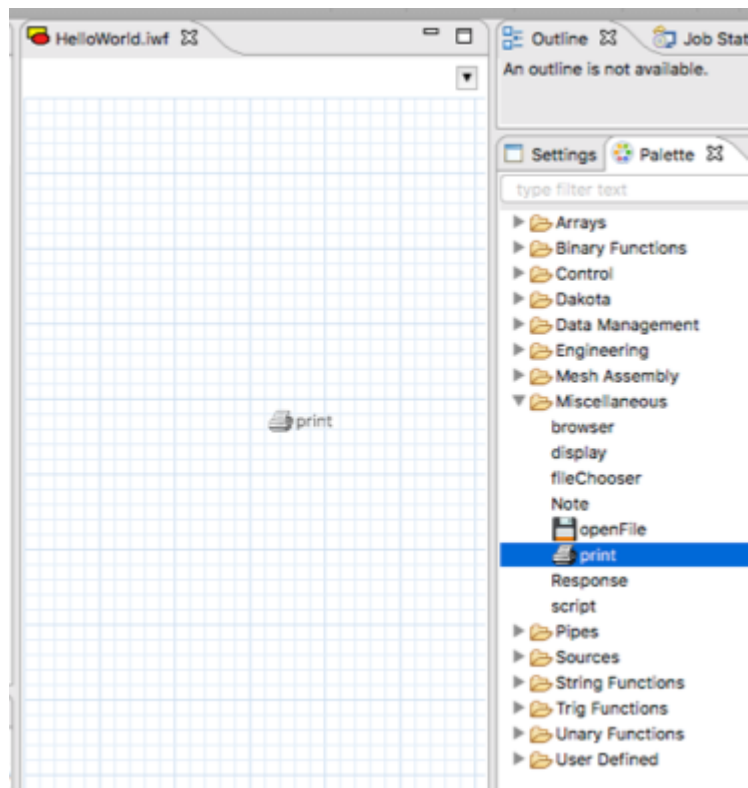 HelloWorld.iwf
print
Outline
Job Stat
An outline is not available.
Settings
Palette
type filter text
Arrays
Binary Functions
Control
Dakota
Data Management
Engineering
Mesh Assembly
Miscellaneous
browser
display
fileChooser
Note
openFile
print
Response
script
Pipes
Sources
String Functions
Trig Functions
Unary Functions
User Defined